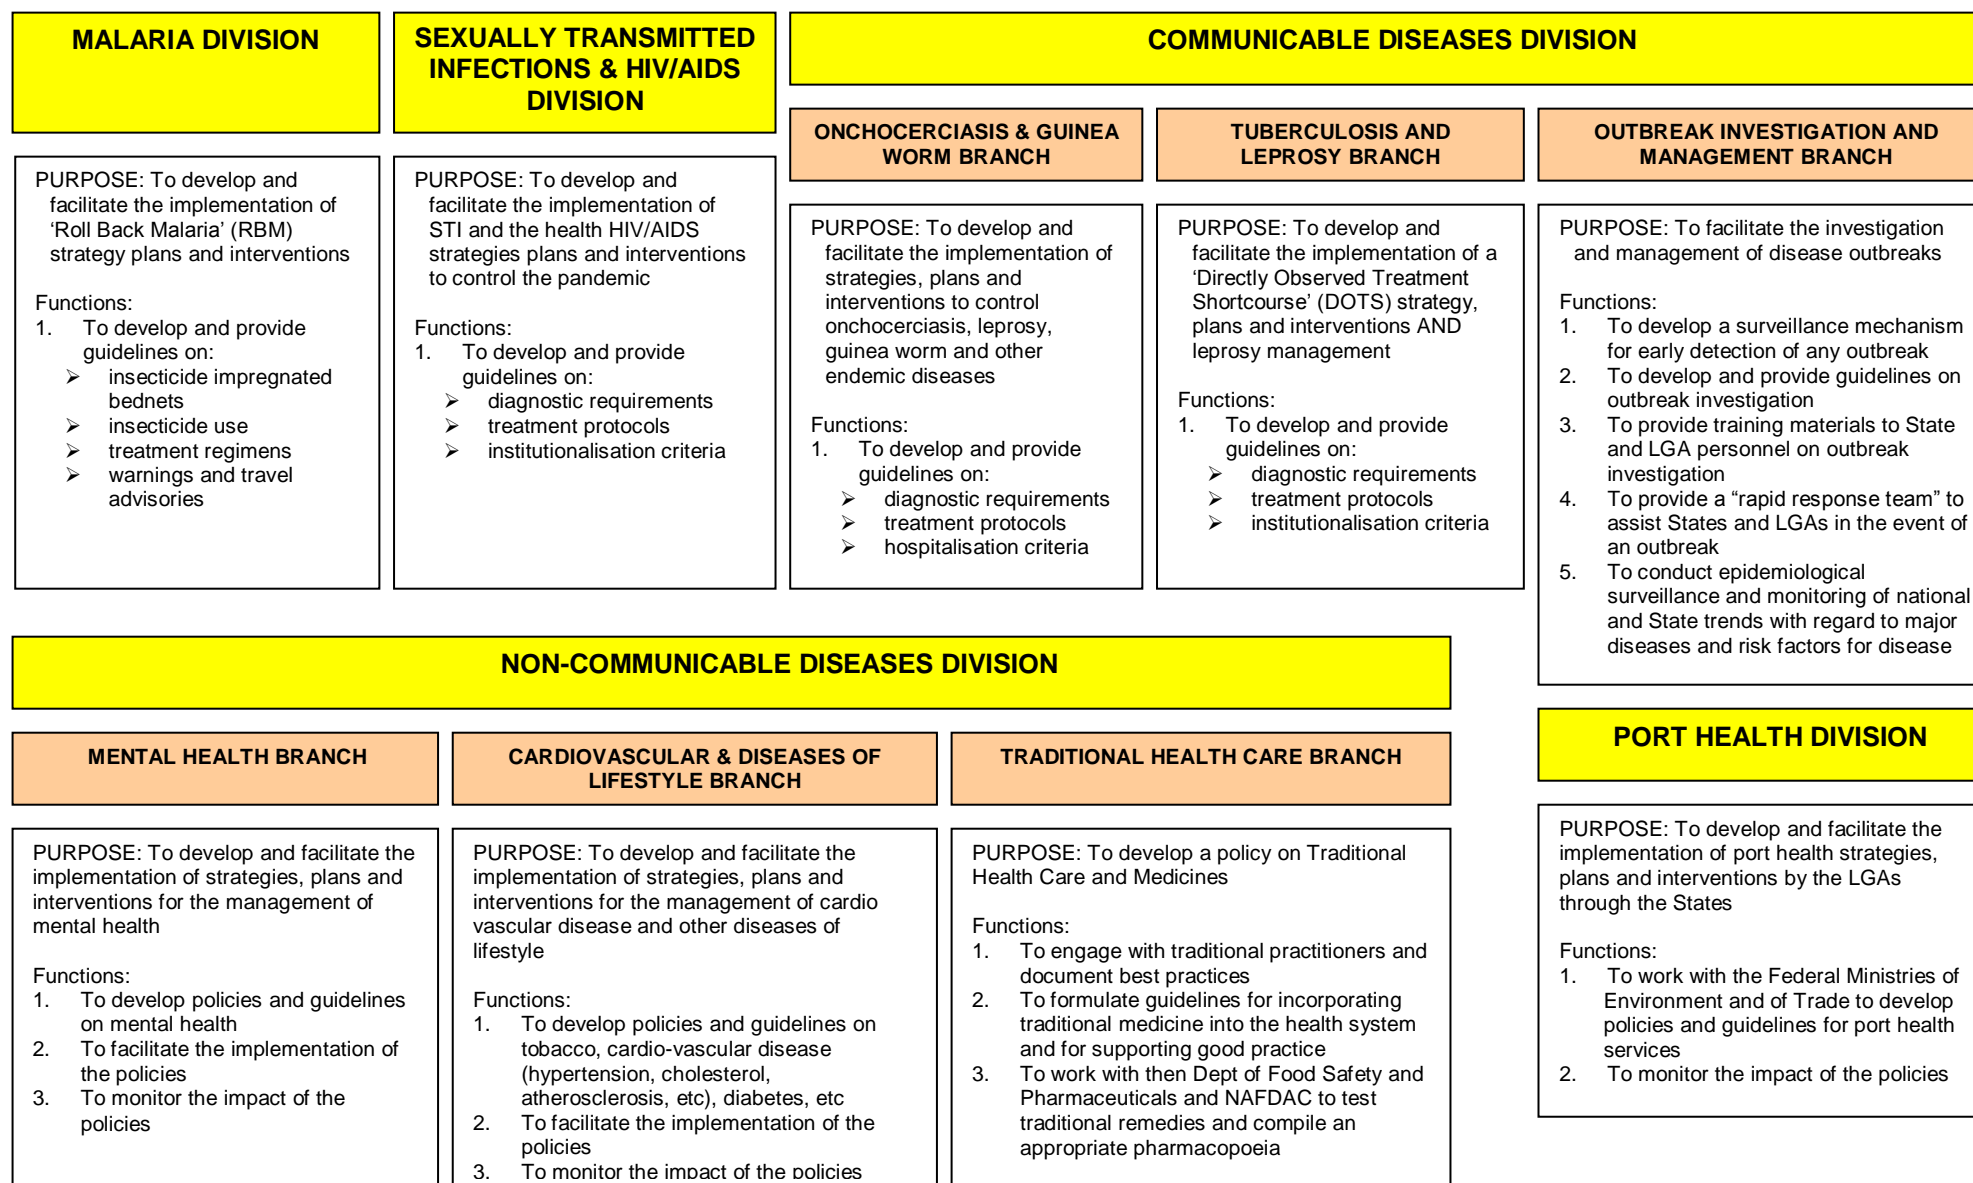 MALARIA DIVISION
SEXUALLY TRANSMITTED
INFECTIONS & HIV/AIDS
DIVISION
COMMUNICABLE DISEASES DIVISION
PURPOSE: To develop and
facilitate the implementation of
‘Roll Back Malaria’ (RBM)
strategy plans and interventions
Functions:
1. To develop and provide
guidelines on:
➢ insecticide impregnated
bednets
➢ insecticide use
➢ treatment regimens
➢ warnings and travel
advisories
PURPOSE: To develop and
facilitate the implementation of
STI and the health HIV/AIDS
strategies plans and interventions
to control the pandemic
Functions:
1. To develop and provide
guidelines on:
➢ diagnostic requirements
➢ treatment protocols
➢ institutionalisation criteria
ONCHOCERCIASIS & GUINEA
WORM BRANCH
PURPOSE: To develop and
facilitate the implementation of
strategies, plans and
interventions to control
onchocerciasis, leprosy,
guinea worm and other
endemic diseases
Functions:
1. To develop and provide
guidelines on:
➢ diagnostic requirements
➢ treatment protocols
➢ hospitalisation criteria
TUBERCULOSIS AND
LEPROSY BRANCH
PURPOSE: To develop and
facilitate the implementation of a
‘Directly Observed Treatment
Shortcourse’ (DOTS) strategy,
plans and interventions AND
leprosy management
Functions:
1. To develop and provide
guidelines on:
➢ diagnostic requirements
➢ treatment protocols
➢ institutionalisation criteria
OUTBREAK INVESTIGATION AND
MANAGEMENT BRANCH
PURPOSE: To facilitate the investigation
and management of disease outbreaks
Functions:
1. To develop a surveillance mechanism
for early detection of any outbreak
2. To develop and provide guidelines on
outbreak investigation
3. To provide training materials to State
and LGA personnel on outbreak
investigation
4. To provide a “rapid response team” to
assist States and LGAs in the event of
an outbreak
5. To conduct epidemiological
surveillance and monitoring of national
and State trends with regard to major
diseases and risk factors for disease
NON-COMMUNICABLE DISEASES DIVISION
MENTAL HEALTH BRANCH
PURPOSE: To develop and facilitate the
implementation of strategies, plans and
interventions for the management of
mental health
Functions:
1. To develop policies and guidelines
on mental health
2. To facilitate the implementation of
the policies
3. To monitor the impact of the
policies
CARDIOVASCULAR & DISEASES OF
LIFESTYLE BRANCH
PURPOSE: To develop and facilitate the
implementation of strategies, plans and
interventions for the management of cardio
vascular disease and other diseases of
lifestyle
Functions:
1. To develop policies and guidelines on
tobacco, cardio-vascular disease
(hypertension, cholesterol,
atherosclerosis, etc), diabetes, etc
2. To facilitate the implementation of the
policies
3. To monitor the impact of the policies
TRADITIONAL HEALTH CARE BRANCH
PURPOSE: To develop a policy on Traditional
Health Care and Medicines
Functions:
1. To engage with traditional practitioners and
document best practices
2. To formulate guidelines for incorporating
traditional medicine into the health system
and for supporting good practice
3. To work with then Dept of Food Safety and
Pharmaceuticals and NAFDAC to test
traditional remedies and compile an
appropriate pharmacopoeia
PORT HEALTH DIVISION
PURPOSE: To develop and facilitate the
implementation of port health strategies,
plans and interventions by the LGAs
through the States
Functions:
1. To work with the Federal Ministries of
Environment and of Trade to develop
policies and guidelines for port health
services
2. To monitor the impact of the policies